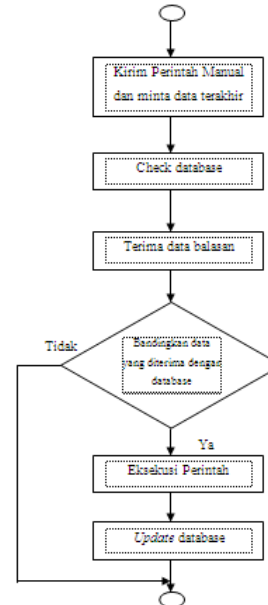 Kirim Perintah Manual
dan minta data terakhir
Check database
Terima data balasan
Bandingkan data
yang diterima dengan
database
Tidak
Ya
Eksekusi Perintah
Update database